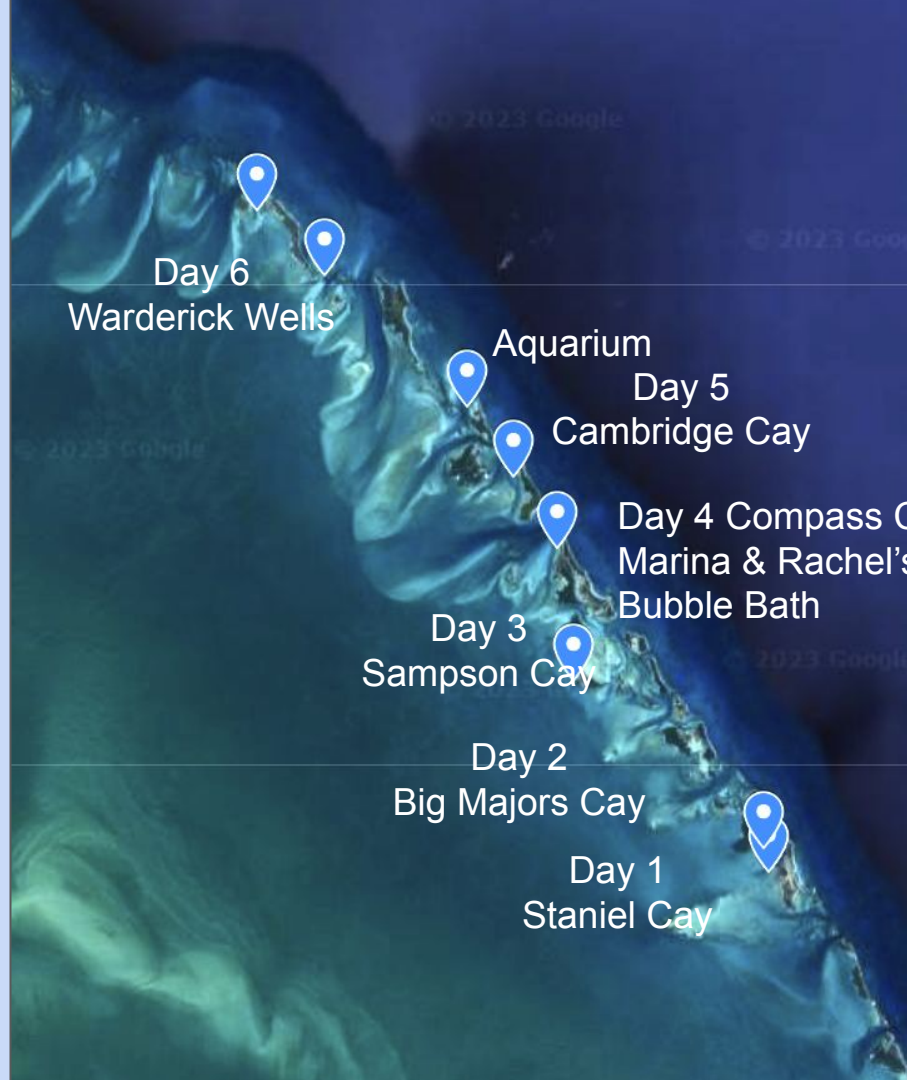 © 2023 Google
© 2023 Goo
Day 6
Warderick Wells
Aquarium
Day 5
Cambridge Cay
© 2023 Google
Day 4 Compass C
Marina & Rachel's
Bubble Bath
Day 3
Sampson Cay
© 2023 Google
Day 2
Big Majors Cay
Day 1
Staniel Cay